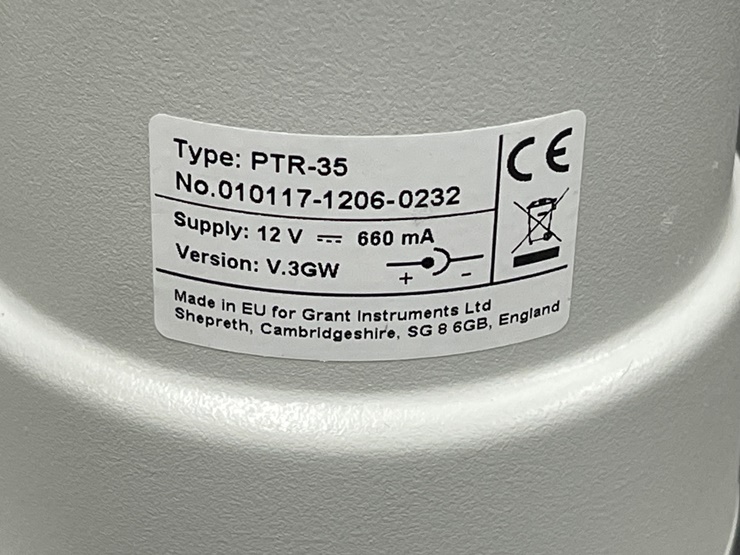 Type: PTR-35
No.010117-1206-0232
Supply: 12 V ⎓ 660 mA
Version: V.3GW
+ -
Made in EU for Grant Instruments Ltd
Shepreth, Cambridgeshire, SG 8 6GB, England
CE